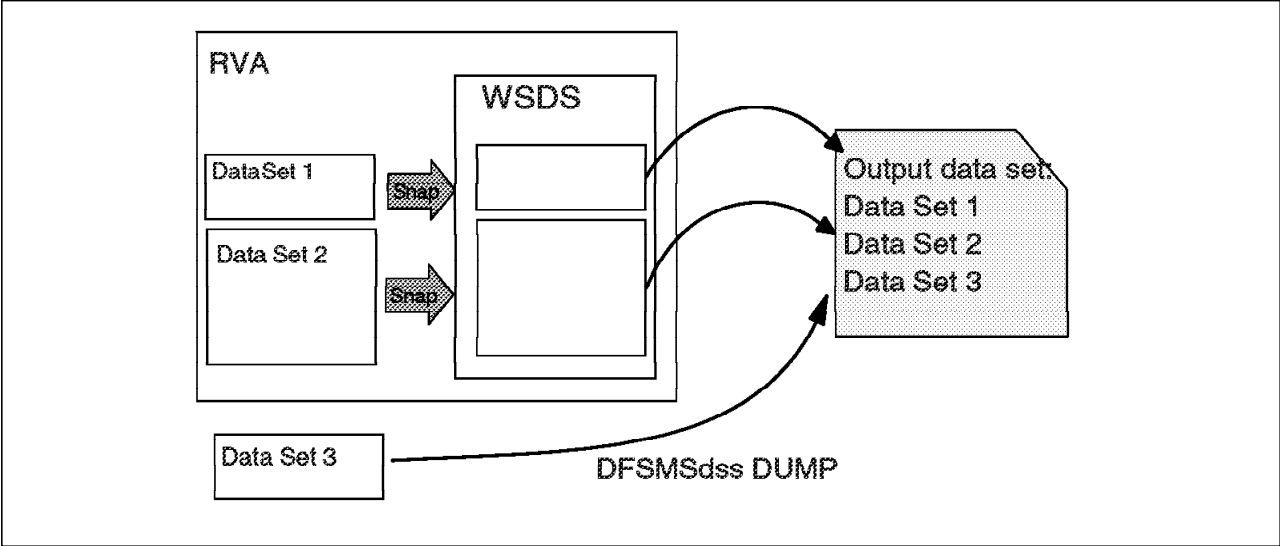 RVA
WSDS
DataSet 1
Snap
Data Set 2
Snap
Output data set:
Data Set 1
Data Set 2
Data Set 3
Data Set 3
DFSMSdss DUMP